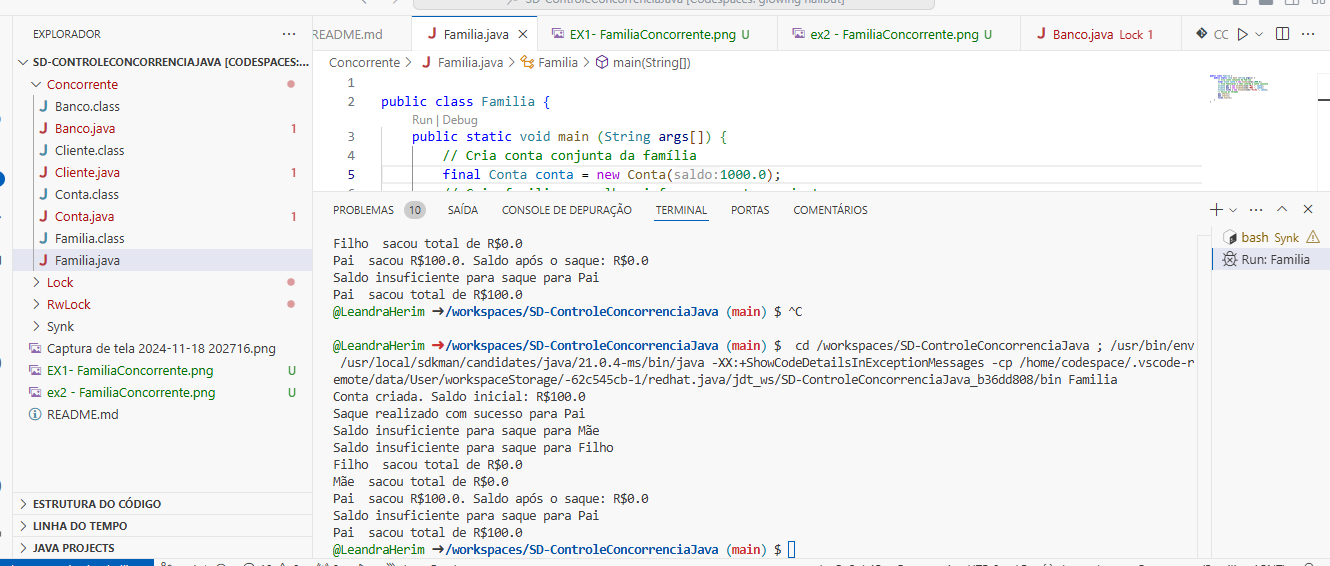 SD-ControleConcorrenciaJava [Codespaces: glowing halibut]
EXPLORADOR
SD-CONTROLECONCORRENCIAJAVA [CODESPACES:...
Concorrente
Banco.class
Banco.java 1
Cliente.class
Cliente.java 1
Conta.class
Conta.java 1
Familia.class
Familia.java
Lock
RwLock
Synk
Captura de tela 2024-11-18 202716.png
EX1- FamiliaConcorrente.png U
ex2 - FamiliaConcorrente.png U
README.md
ESTRUTURA DO CÓDIGO
LINHA DO TEMPO
JAVA PROJECTS
README.md
Familia.java
EX1- FamiliaConcorrente.png U
ex2 - FamiliaConcorrente.png U
Banco.java Lock 1
CC
Concorrente > Familia.java > Familia > main(String[])
1
2 public class Familia {
Run | Debug
3 public static void main (String args[]) {
4 // Cria conta conjunta da família
5 final Conta conta = new Conta(saldo:1000.0);
PROBLEMAS 10 SAÍDA CONSOLE DE DEPURAÇÃO TERMINAL PORTAS COMENTÁRIOS
Filho  sacou total de R$0.0
Pai  sacou R$100.0. Saldo após o saque: R$0.0
Saldo insuficiente para saque para Pai
Pai  sacou total de R$100.0
@LeandraHerim ➜/workspaces/SD-ControleConcorrenciaJava (main) $ ^C
@LeandraHerim ➜/workspaces/SD-ControleConcorrenciaJava (main) $  cd /workspaces/SD-ControleConcorrenciaJava ; /usr/bin/env
/usr/local/sdkman/candidates/java/21.0.4-ms/bin/java -XX:+ShowCodeDetailsInExceptionMessages -cp /home/codespace/.vscode-r
emote/data/User/workspaceStorage/-62c545cb-1/redhat.java/jdt_ws/SD-ControleConcorrenciaJava_b36dd808/bin Familia
Conta criada. Saldo inicial: R$100.0
Saque realizado com sucesso para Pai
Saldo insuficiente para saque para Mãe
Saldo insuficiente para saque para Filho
Filho  sacou total de R$0.0
Mãe  sacou total de R$0.0
Pai  sacou R$100.0. Saldo após o saque: R$0.0
Saldo insuficiente para saque para Pai
Pai  sacou total de R$100.0
@LeandraHerim ➜/workspaces/SD-ControleConcorrenciaJava (main) $
bash Synk
Run: Familia